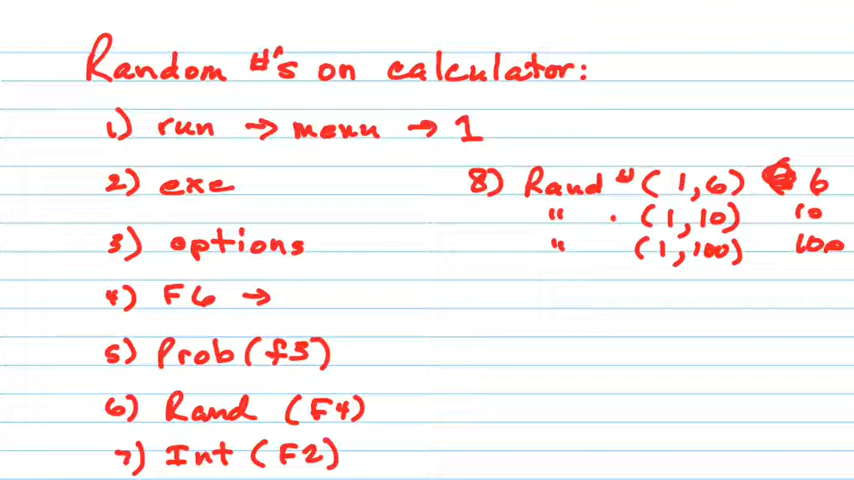 Random #'s on calculator:
1) run → menu → 1
2) exe
3) options
4) F6 →
5) Prob (f3)
6) Rand (F4)
7) Int (F2)
8) Rand # (1,6) 6
" . (1,10) 10
" (1,100) 100